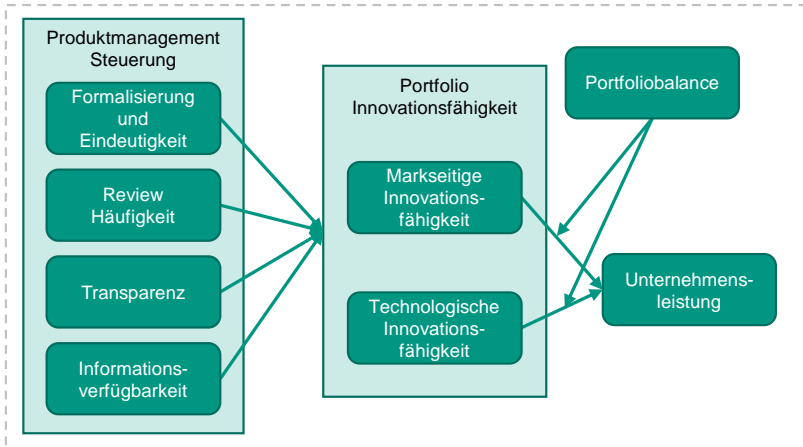 Produktmanagement
Steuerung
Formalisierung
und
Eindeutigkeit
Review
Häufigkeit
Transparenz
Informations-
verfügbarkeit
Portfolio
Innovationsfähigkeit
Markseitige
Innovations-
fähigkeit
Technologische
Innovations-
fähigkeit
Portfoliobalance
Unternehmens-
leistung